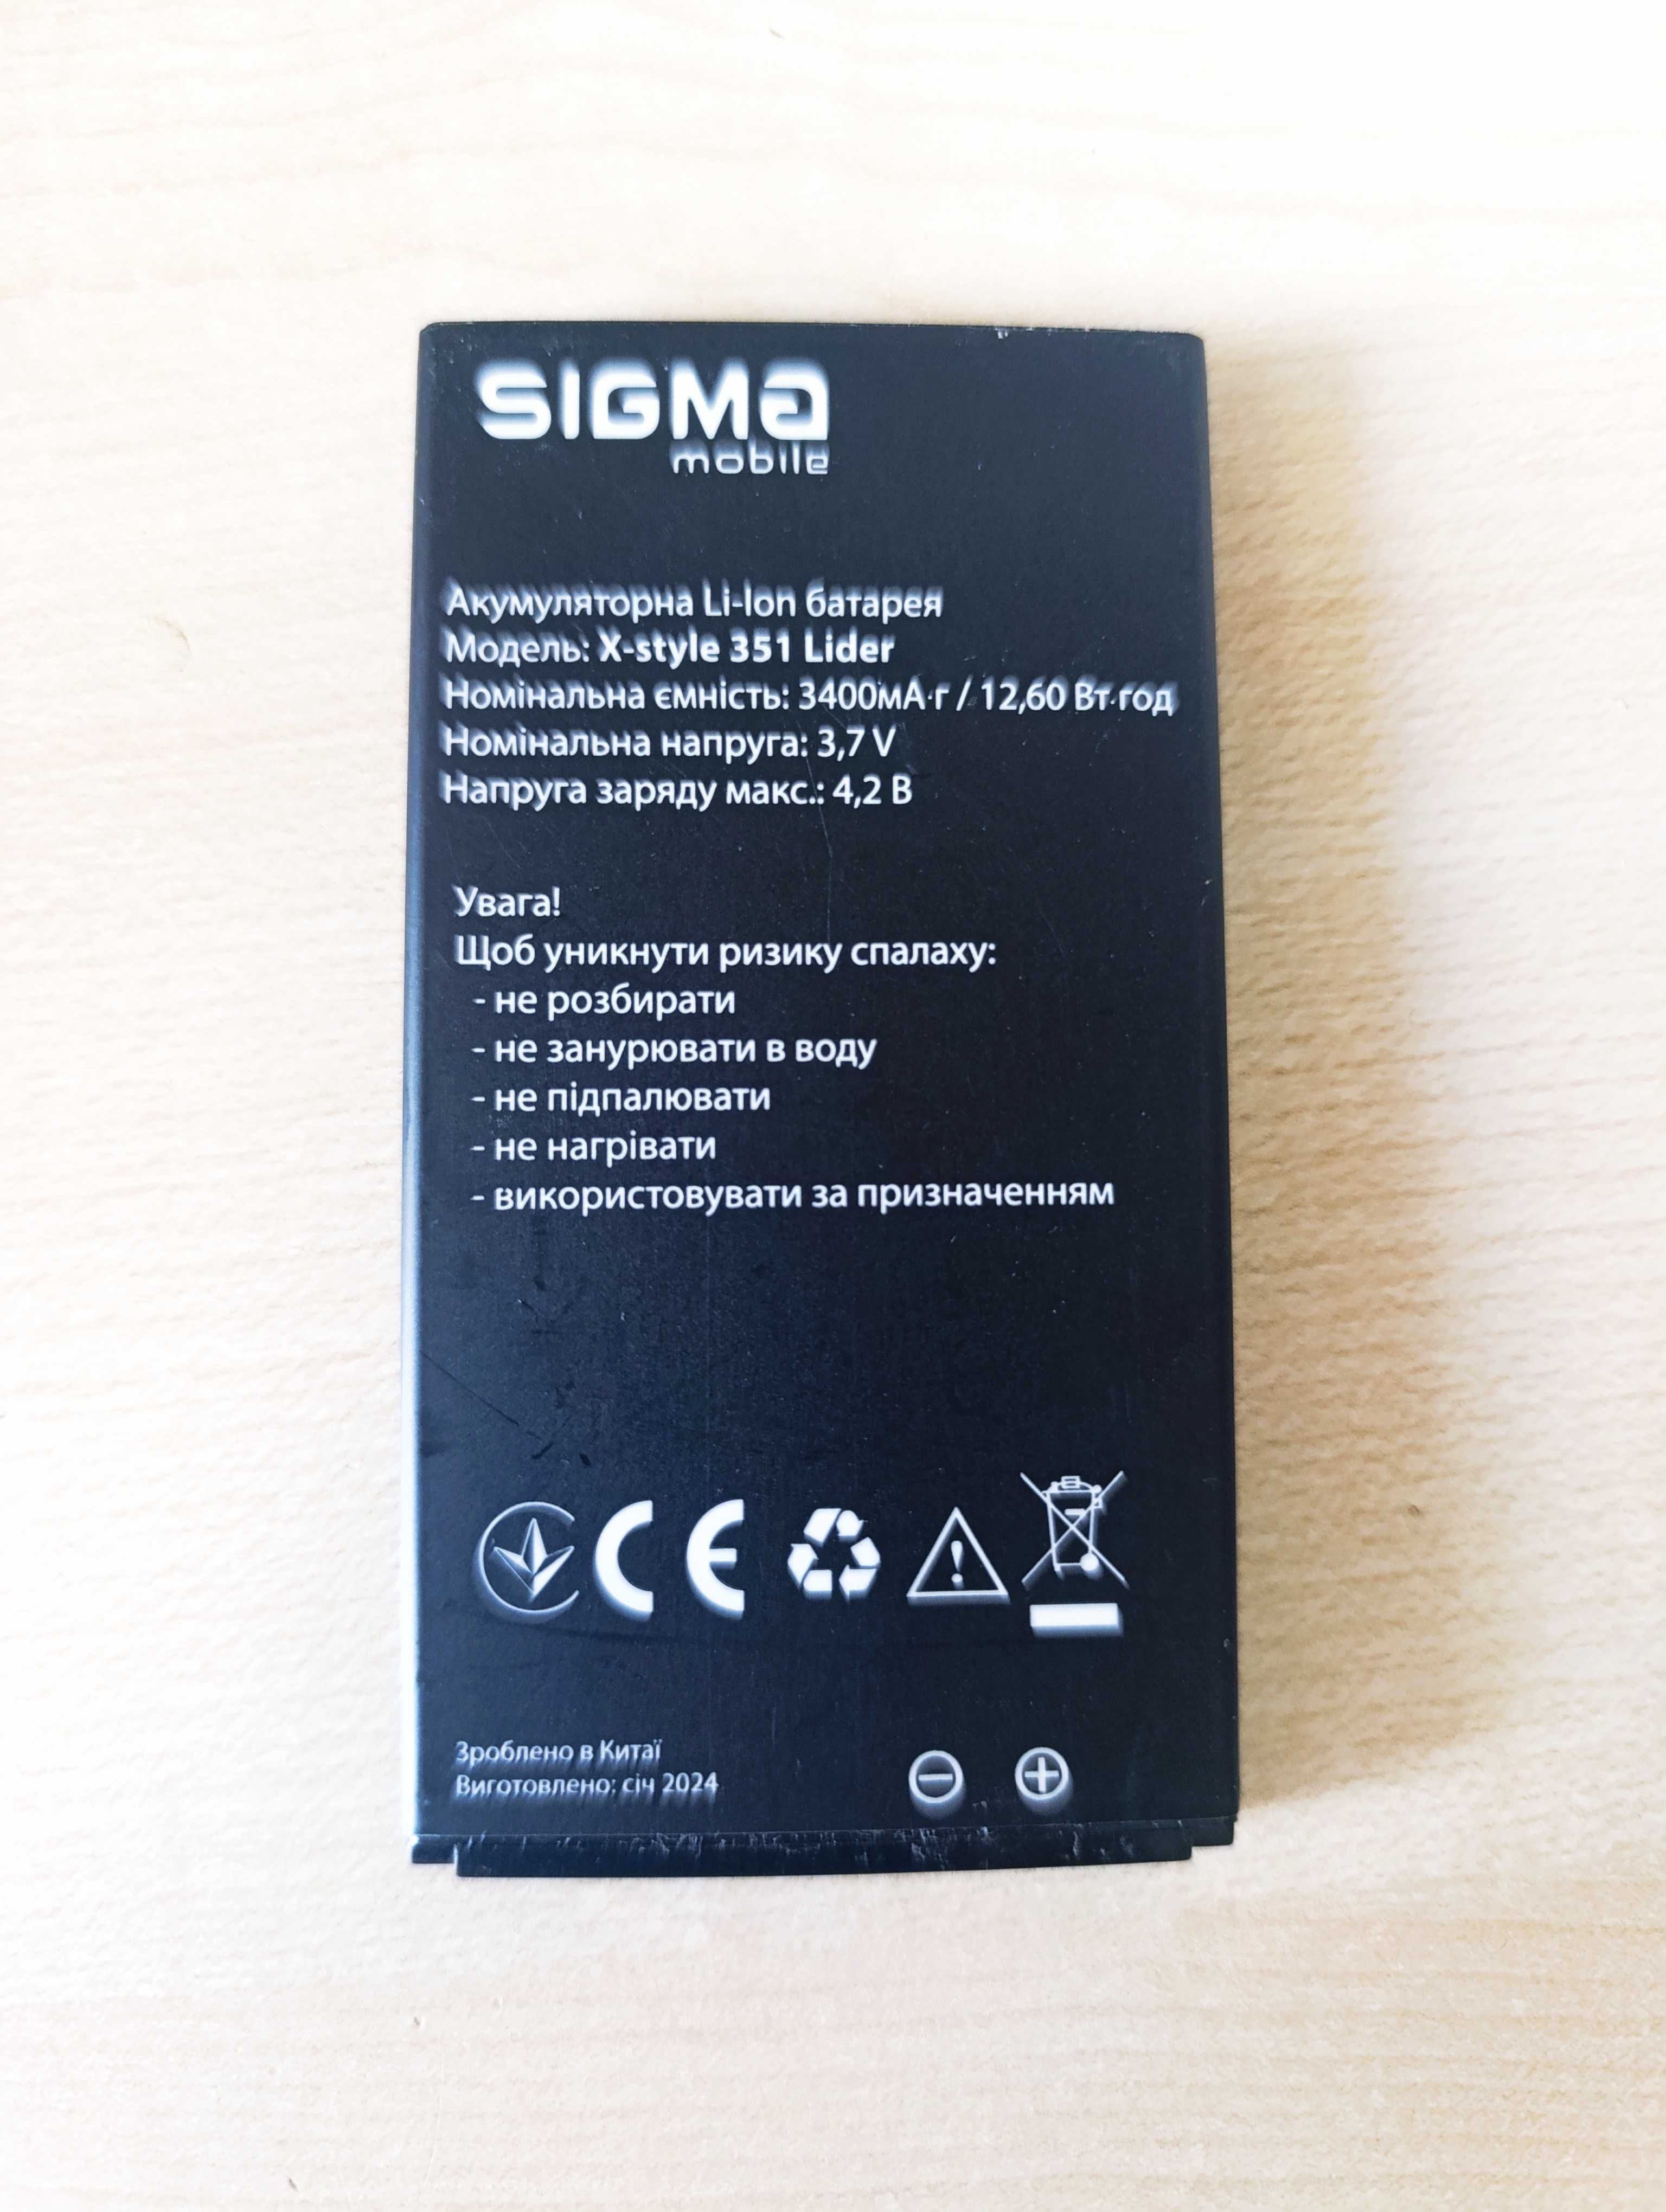 SIGMA
mobile
Акумуляторна Li-Ion батарея
Модель: X-style 351 Lider
Номінальна ємність: 3400мА·г / 12,60 Вт·год
Номінальна напруга: 3,7 V
Напруга заряду макс.: 4,2 В
Увага!
Щоб уникнути ризику спалаху:
- не розбирати
- не занурювати в воду
- не підпалювати
- не нагрівати
- використовувати за призначенням
CE
Зроблено в Китаї
Виготовлено: січ 2024